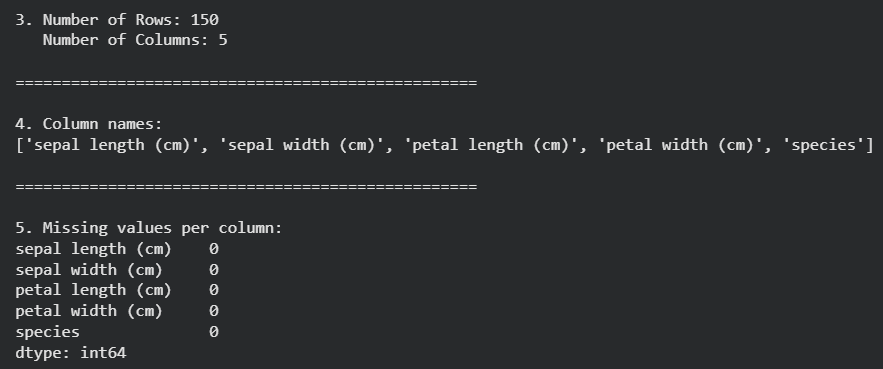 3. Number of Rows: 150
   Number of Columns: 5
==================================================
4. Column names:
['sepal length (cm)', 'sepal width (cm)', 'petal length (cm)', 'petal width (cm)', 'species']
==================================================
5. Missing values per column:
sepal length (cm)    0
sepal width (cm)     0
petal length (cm)    0
petal width (cm)     0
species              0
dtype: int64